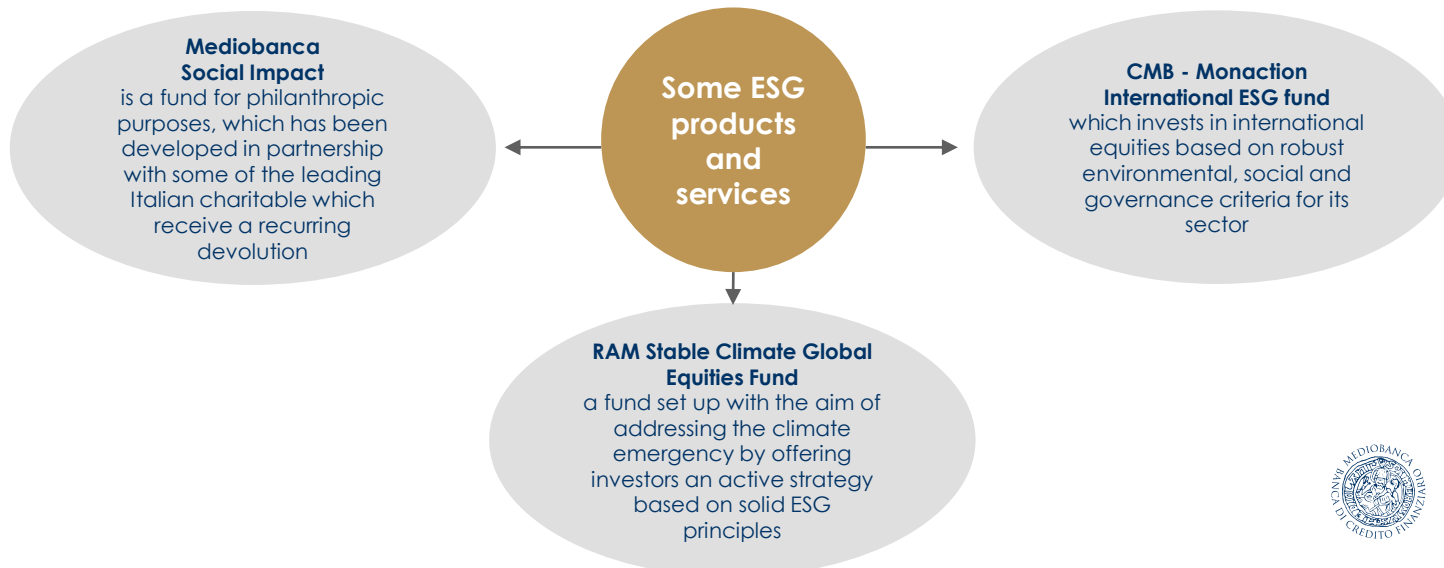 Mediobanca
Social Impact
is a fund for philanthropic
purposes, which has been
developed in partnership
with some of the leading
Italian charitable which
receive a recurring
devolution
Some ESG
products
and
services
CMB - Monaction
International ESG fund
which invests in international
equities based on robust
environmental, social and
governance criteria for its
sector
RAM Stable Climate Global
Equities Fund
a fund set up with the aim of
addressing the climate
emergency by offering
investors an active strategy
based on solid ESG
principles
MEDIOBANCA
BANCA DI CREDITO FINANZIARIO